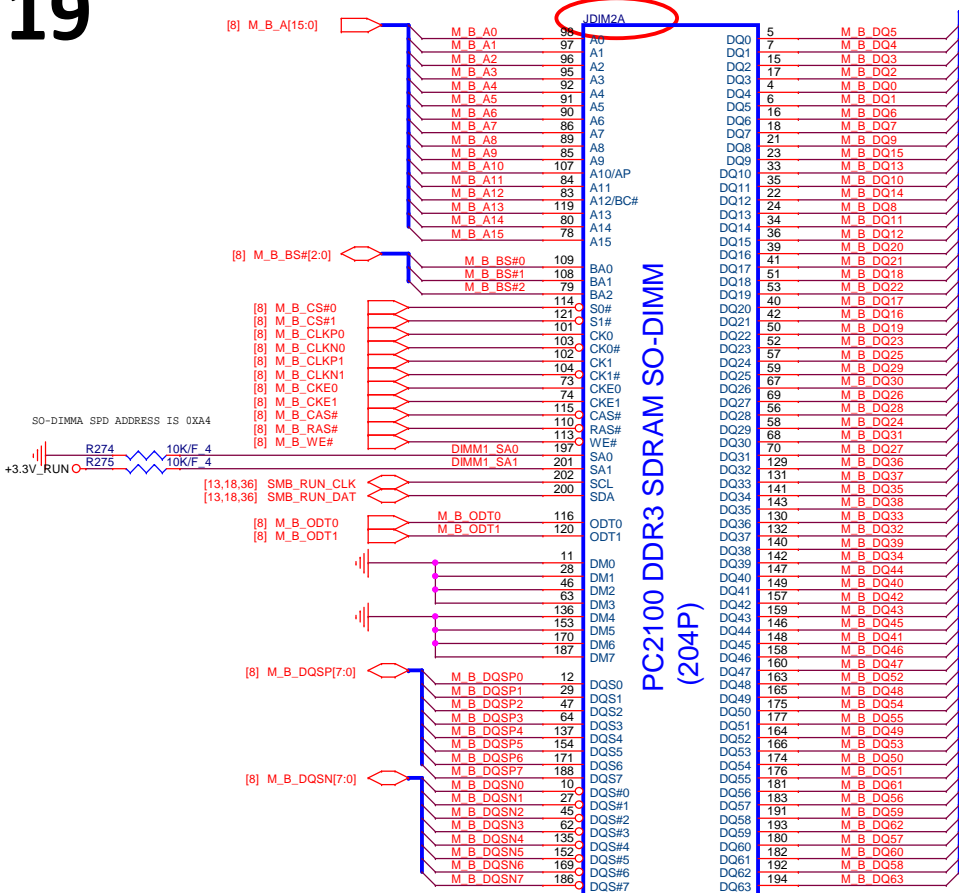 19
JDIM2A
[8] M_B_A[15:0]
M_B_A0 98 A0 DQ0 5 M_B_DQ5
M_B_A1 97 A1 DQ1 7 M_B_DQ4
M_B_A2 96 A2 DQ2 15 M_B_DQ3
M_B_A3 95 A3 DQ3 17 M_B_DQ2
M_B_A4 92 A4 DQ4 4 M_B_DQ0
M_B_A5 91 A5 DQ5 6 M_B_DQ1
M_B_A6 90 A6 DQ6 16 M_B_DQ6
M_B_A7 86 A7 DQ7 18 M_B_DQ7
M_B_A8 89 A8 DQ8 21 M_B_DQ9
M_B_A9 85 A9 DQ9 23 M_B_DQ15
M_B_A10 107 A10/AP DQ10 33 M_B_DQ13
M_B_A11 84 A11 DQ11 35 M_B_DQ10
M_B_A12 83 A12/BC# DQ12 22 M_B_DQ14
M_B_A13 119 A13 DQ13 24 M_B_DQ8
M_B_A14 80 A14 DQ14 34 M_B_DQ11
M_B_A15 78 A15 DQ15 36 M_B_DQ12
DQ16 39 M_B_DQ20
[8] M_B_BS#[2:0]
M_B_BS#0 109 BA0 DQ17 41 M_B_DQ21
M_B_BS#1 108 BA1 DQ18 51 M_B_DQ18
M_B_BS#2 79 BA2 DQ19 53 M_B_DQ22
[8] M_B_CS#0 114 S0# DQ20 40 M_B_DQ17
[8] M_B_CS#1 121 S1# DQ21 42 M_B_DQ16
[8] M_B_CLKP0 101 CK0 DQ22 50 M_B_DQ19
[8] M_B_CLKN0 103 CK0# DQ23 52 M_B_DQ23
[8] M_B_CLKP1 102 CK1 DQ24 57 M_B_DQ25
[8] M_B_CLKN1 104 CK1# DQ25 59 M_B_DQ29
[8] M_B_CKE0 73 CKE0 DQ26 67 M_B_DQ30
[8] M_B_CKE1 74 CKE1 DQ27 69 M_B_DQ26
[8] M_B_CAS# 115 CAS# DQ28 56 M_B_DQ28
[8] M_B_RAS# 110 RAS# DQ29 58 M_B_DQ24
[8] M_B_WE# 113 WE# DQ30 68 M_B_DQ31
SO-DIMMA SPD ADDRESS IS 0XA4
R274 10K/F_4 DIMM1_SA0 197 SA0 DQ31 70 M_B_DQ27
+3.3V_RUN R275 10K/F_4 DIMM1_SA1 201 SA1 DQ32 129 M_B_DQ36
[13,18,36] SMB_RUN_CLK 202 SCL DQ33 131 M_B_DQ37
[13,18,36] SMB_RUN_DAT 200 SDA DQ34 141 M_B_DQ35
DQ35 143 M_B_DQ38
[8] M_B_ODT0 M_B_ODT0 116 ODT0 DQ36 130 M_B_DQ33
[8] M_B_ODT1 M_B_ODT1 120 ODT1 DQ37 132 M_B_DQ32
DQ38 140 M_B_DQ39
11 DM0 DQ39 142 M_B_DQ34
28 DM1 DQ40 147 M_B_DQ44
46 DM2 DQ41 149 M_B_DQ40
63 DM3 DQ42 157 M_B_DQ42
136 DM4 DQ43 159 M_B_DQ43
153 DM5 DQ44 146 M_B_DQ45
170 DM6 DQ45 148 M_B_DQ41
187 DM7 DQ46 158 M_B_DQ46
DQ47 160 M_B_DQ47
[8] M_B_DQSP[7:0]
M_B_DQSP0 12 DQS0 DQ48 163 M_B_DQ52
M_B_DQSP1 29 DQS1 DQ49 165 M_B_DQ48
M_B_DQSP2 47 DQS2 DQ50 175 M_B_DQ54
M_B_DQSP3 64 DQS3 DQ51 177 M_B_DQ55
M_B_DQSP4 137 DQS4 DQ52 164 M_B_DQ49
M_B_DQSP5 154 DQS5 DQ53 166 M_B_DQ53
M_B_DQSP6 171 DQS6 DQ54 174 M_B_DQ50
M_B_DQSP7 188 DQS7 DQ55 176 M_B_DQ51
[8] M_B_DQSN[7:0]
M_B_DQSN0 10 DQS#0 DQ56 181 M_B_DQ61
M_B_DQSN1 27 DQS#1 DQ57 183 M_B_DQ56
M_B_DQSN2 45 DQS#2 DQ58 191 M_B_DQ59
M_B_DQSN3 62 DQS#3 DQ59 193 M_B_DQ62
M_B_DQSN4 135 DQS#4 DQ60 180 M_B_DQ57
M_B_DQSN5 152 DQS#5 DQ61 182 M_B_DQ60
M_B_DQSN6 169 DQS#6 DQ62 192 M_B_DQ58
M_B_DQSN7 186 DQS#7 DQ63 194 M_B_DQ63
PC2100 DDR3 SDRAM SO-DIMM
(204P)